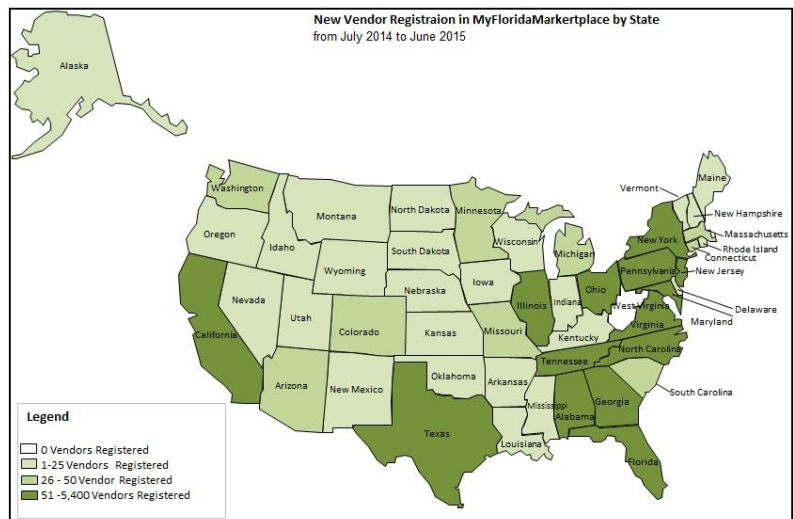 New Vendor Registraion in MyFloridaMarkertplace by State
from July 2014 to June 2015
Alaska
Washington
Oregon
Idaho
Montana
North Dakota
Minnesota
Wisconsin
Michigan
Vermont
Maine
New Hampshire
Massachusetts
Rhode Island
Connecticut
New York
South Dakota
Wyoming
Nebraska
Iowa
Illinois
Indiana
Ohio
Pennsylvania
New Jersey
Delaware
Maryland
West Virginia
Virginia
Nevada
Utah
Colorado
Kansas
Missouri
Kentucky
California
Arizona
New Mexico
Oklahoma
Arkansas
Tennessee
North Carolina
South Carolina
Texas
Louisiana
Mississippi
Alabama
Georgia
Florida
Legend
0 Vendors Registered
1-25 Vendors Registered
26 - 50 Vendor Registered
51 -5,400 Vendors Registered